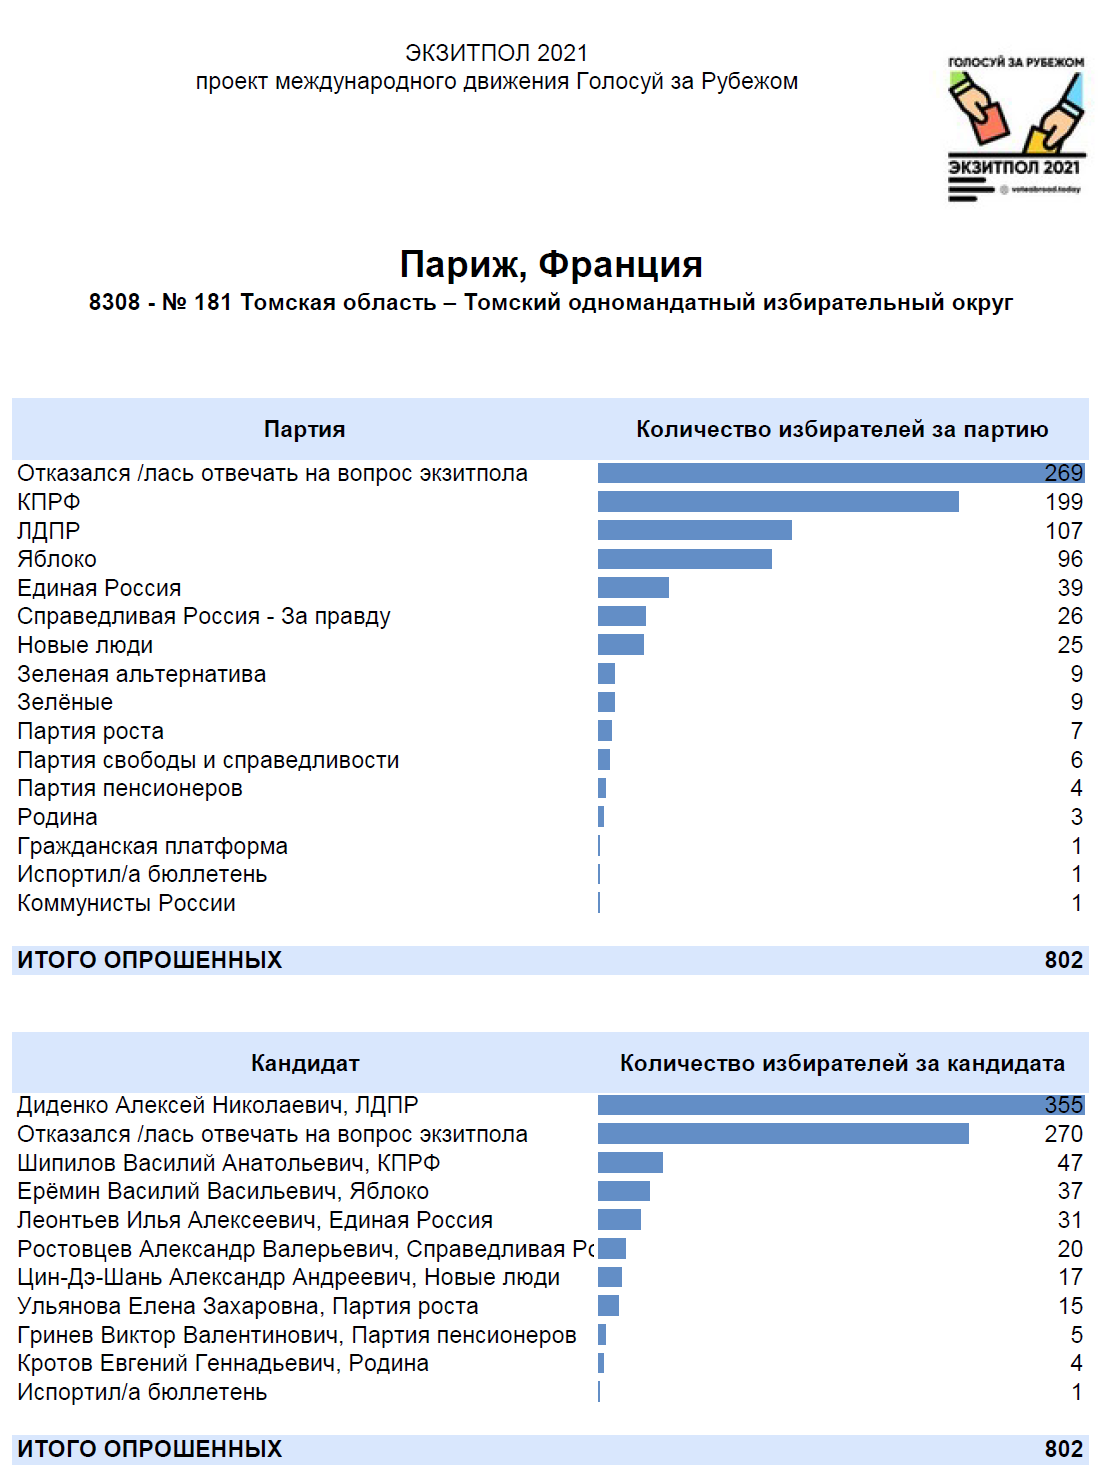 ЭКЗИТПОЛ 2021
проект международного движения Голосуй за Рубежом
ГОЛОСУЙ ЗА РУБЕЖОМ
ЭКЗИТПОЛ 2021
voteabroad.today
Париж, Франция
8308 - № 181 Томская область – Томский одномандатный избирательный округ
Партия Количество избирателей за партию
Отказался /лась отвечать на вопрос экзитпола 269
КПРФ 199
ЛДПР 107
Яблоко 96
Единая Россия 39
Справедливая Россия - За правду 26
Новые люди 25
Зеленая альтернатива 9
Зелёные 9
Партия роста 7
Партия свободы и справедливости 6
Партия пенсионеров 4
Родина 3
Гражданская платформа 1
Испортил/а бюллетень 1
Коммунисты России 1
ИТОГО ОПРОШЕННЫХ 802
Кандидат Количество избирателей за кандидата
Диденко Алексей Николаевич, ЛДПР 355
Отказался /лась отвечать на вопрос экзитпола 270
Шипилов Василий Анатольевич, КПРФ 47
Ерёмин Василий Васильевич, Яблоко 37
Леонтьев Илья Алексеевич, Единая Россия 31
Ростовцев Александр Валерьевич, Справедливая Ро 20
Цин-Дэ-Шань Александр Андреевич, Новые люди 17
Ульянова Елена Захаровна, Партия роста 15
Гринев Виктор Валентинович, Партия пенсионеров 5
Кротов Евгений Геннадьевич, Родина 4
Испортил/а бюллетень 1
ИТОГО ОПРОШЕННЫХ 802